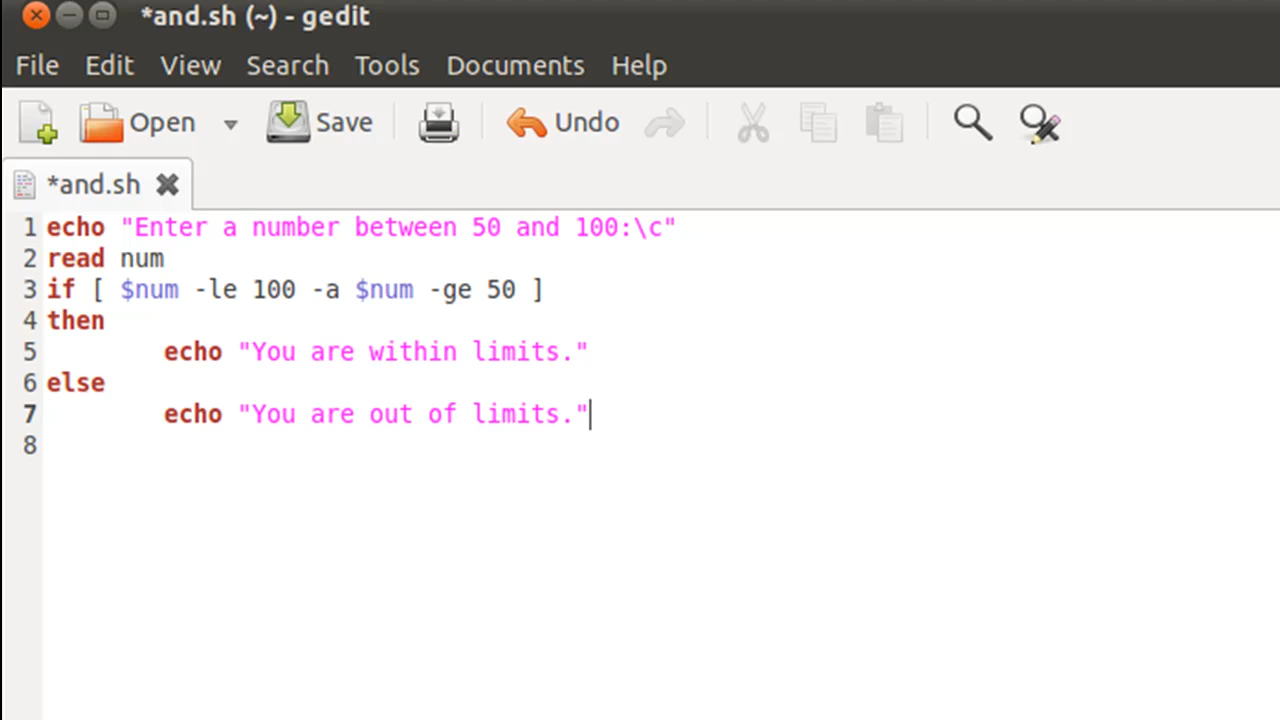 *and.sh (~) - gedit
File Edit View Search Tools Documents Help
Open Save Undo
*and.sh
1 echo "Enter a number between 50 and 100:\c"
2 read num
3 if [ $num -le 100 -a $num -ge 50 ]
4 then
5         echo "You are within limits."
6 else
7         echo "You are out of limits."
8